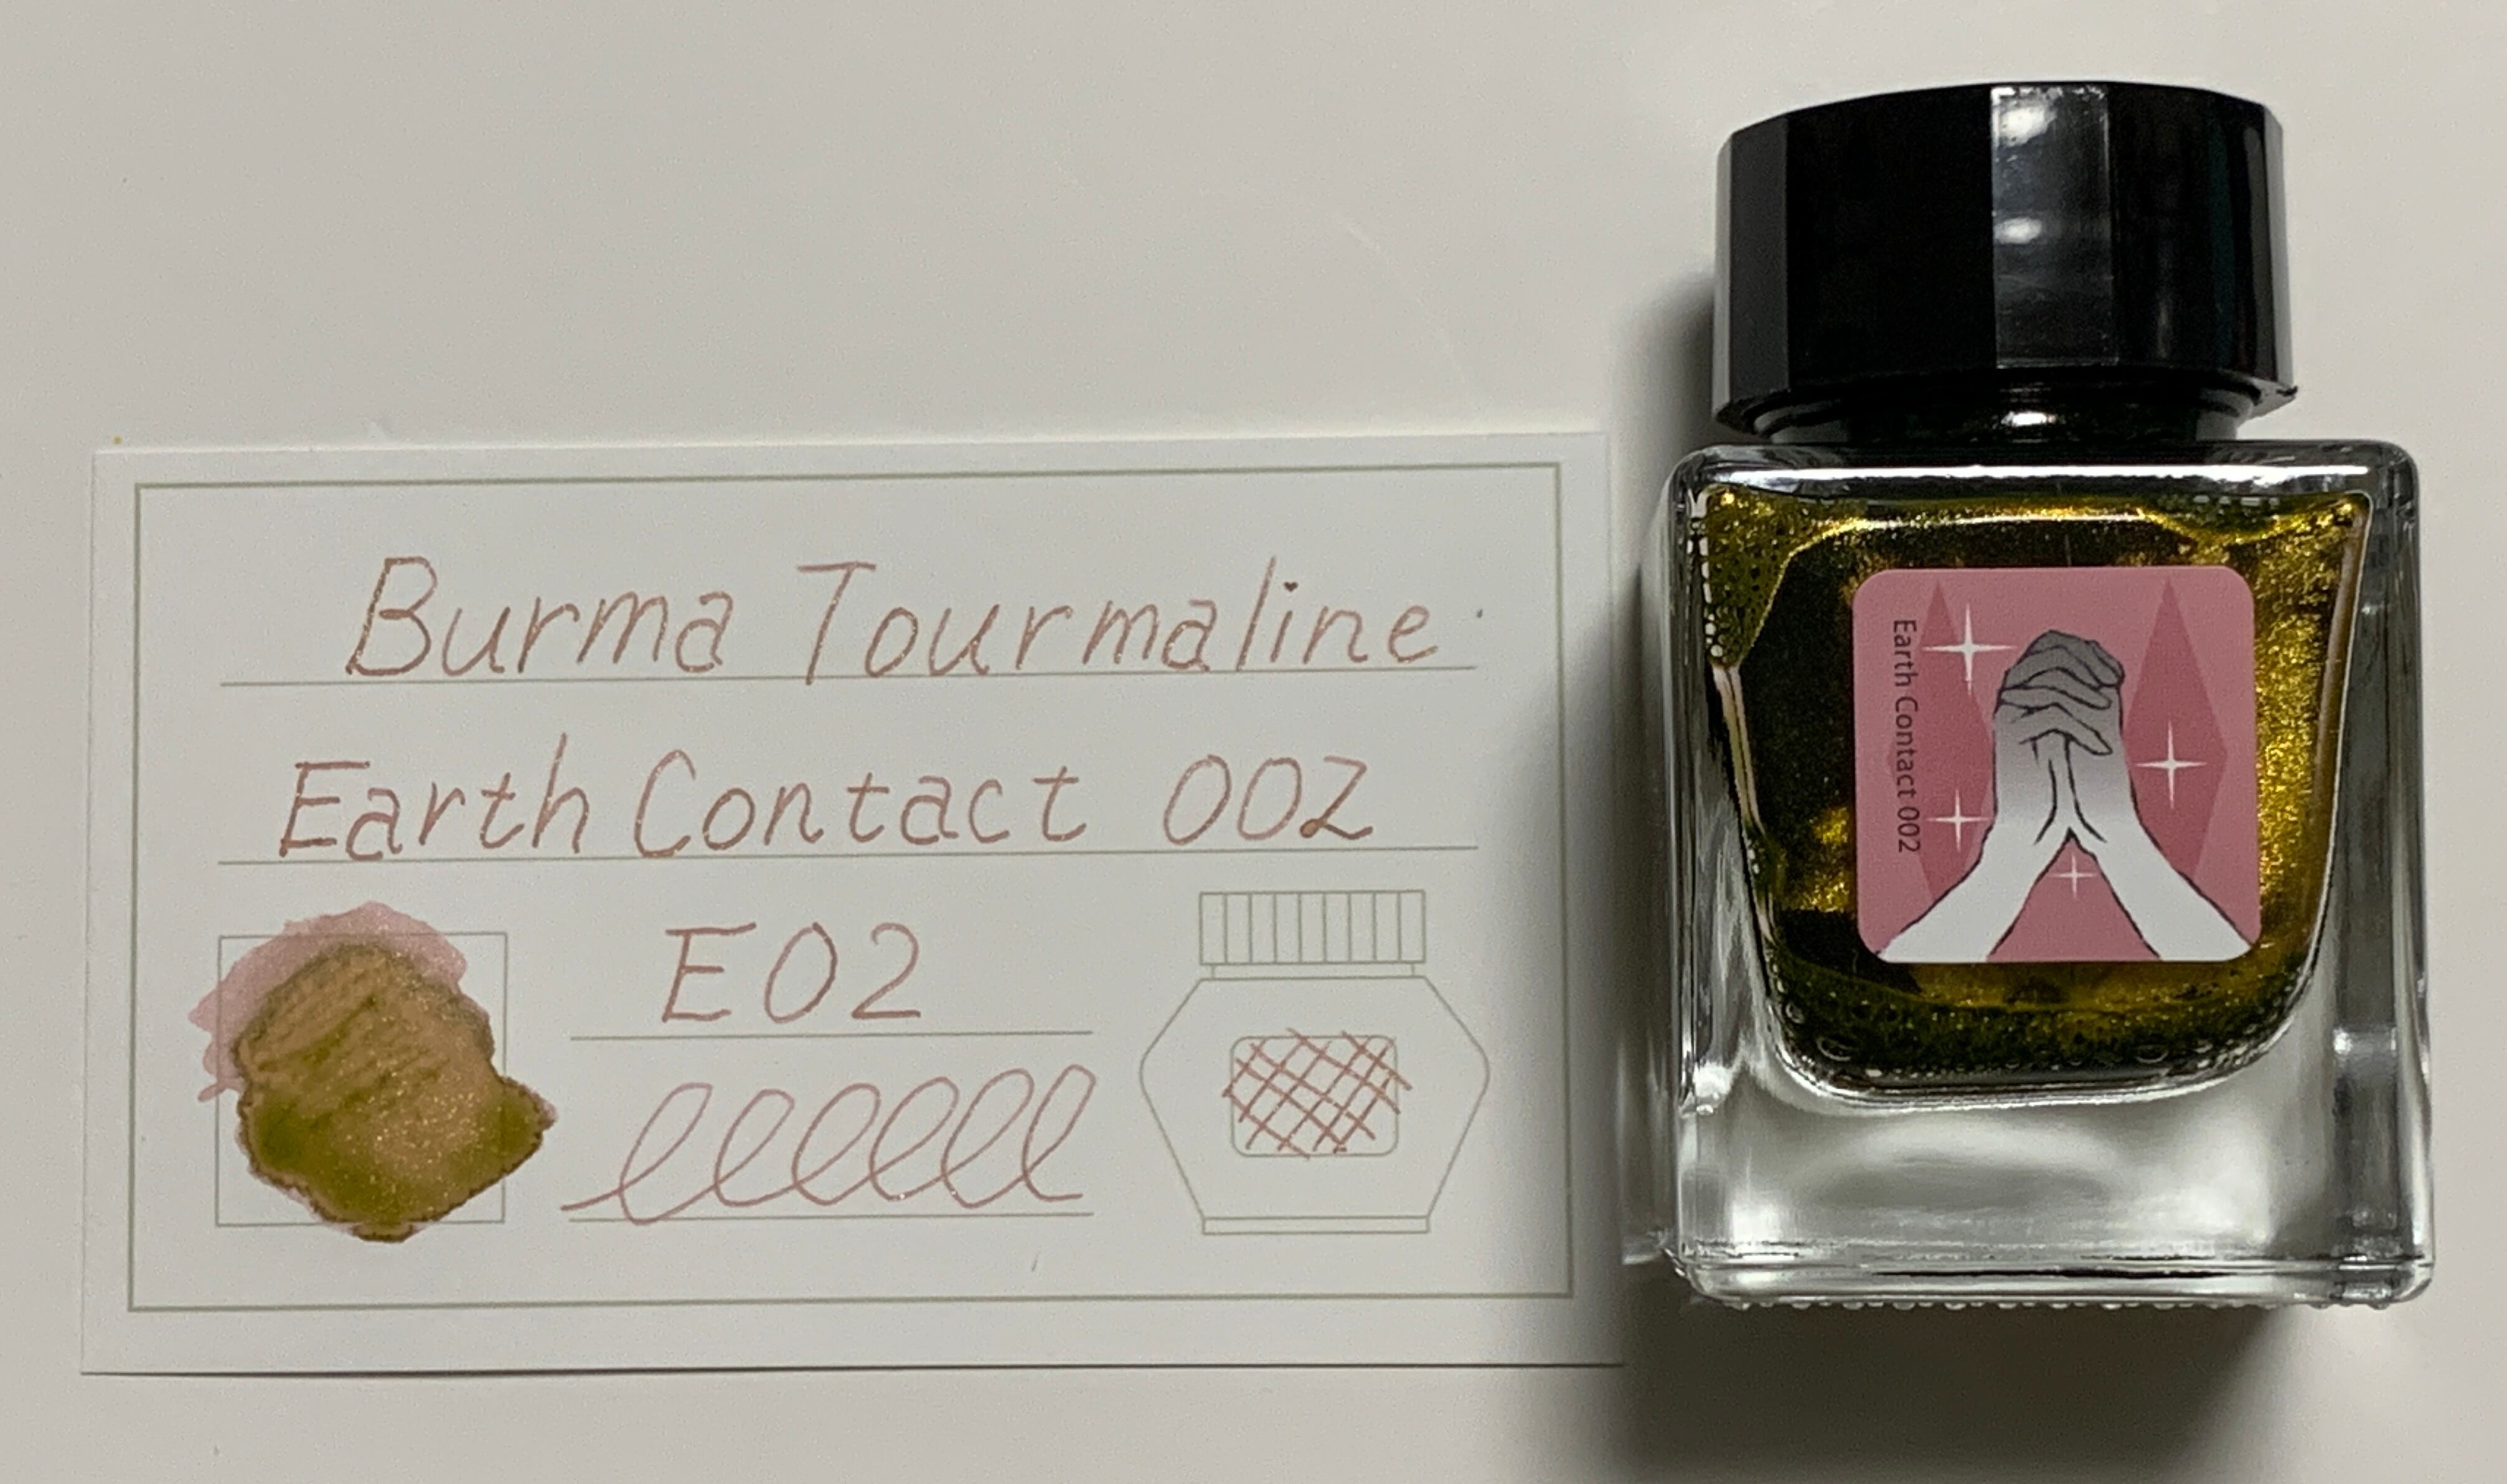 Burma Tourmaline
Earth Contact 002
E02
Earth Contact 002